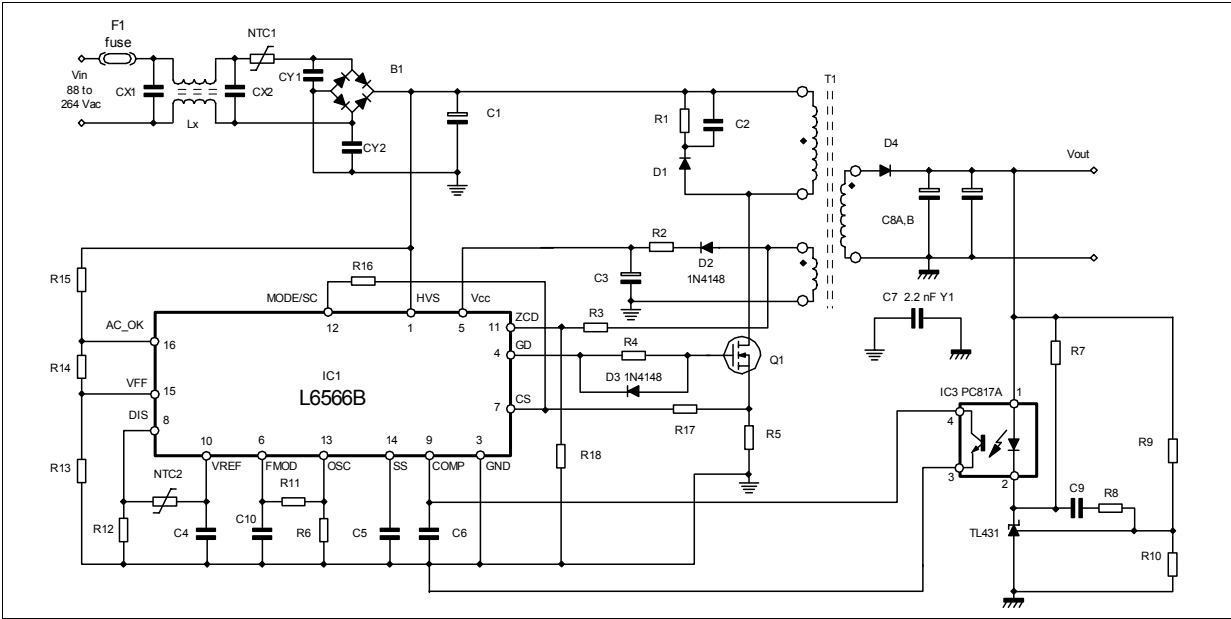 F1
fuse
NTC1
Vin
88 to
264 Vac
CX1
Lx
CX2
CY1
B1
CY2
C1
R1
C2
D1
T1
D4
Vout
C8A,B
R15
R16
C3
R2
D2
1N4148
C7 2.2 nF Y1
MODE/SC
HVS
Vcc
12
1
5
ZCD
11
R3
AC_OK
16
GD
4
R4
Q1
R14
D3 1N4148
R7
IC1
L6566B
VFF
15
IC3 PC817A
1
DIS
8
CS
7
R17
R5
4
R9
10
6
13
14
9
3
VREF
FMOD
OSC
SS
COMP
GND
R18
R13
NTC2
R11
3
2
C9
R8
R12
C4
C10
R6
C5
C6
TL431
R10